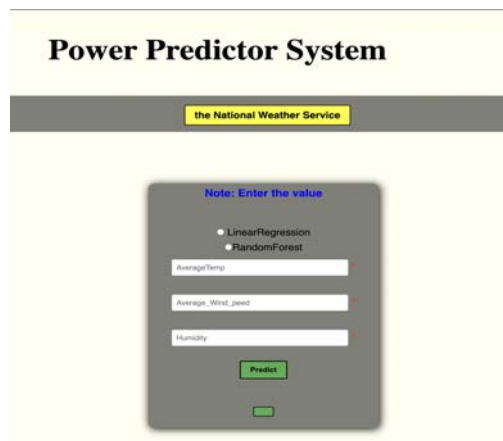 Power Predictor System
the National Weather Service
Note: Enter the value
LinearRegression
RandomForest
AverageTemp *
Average_Wind_peed *
Humidity *
Predict